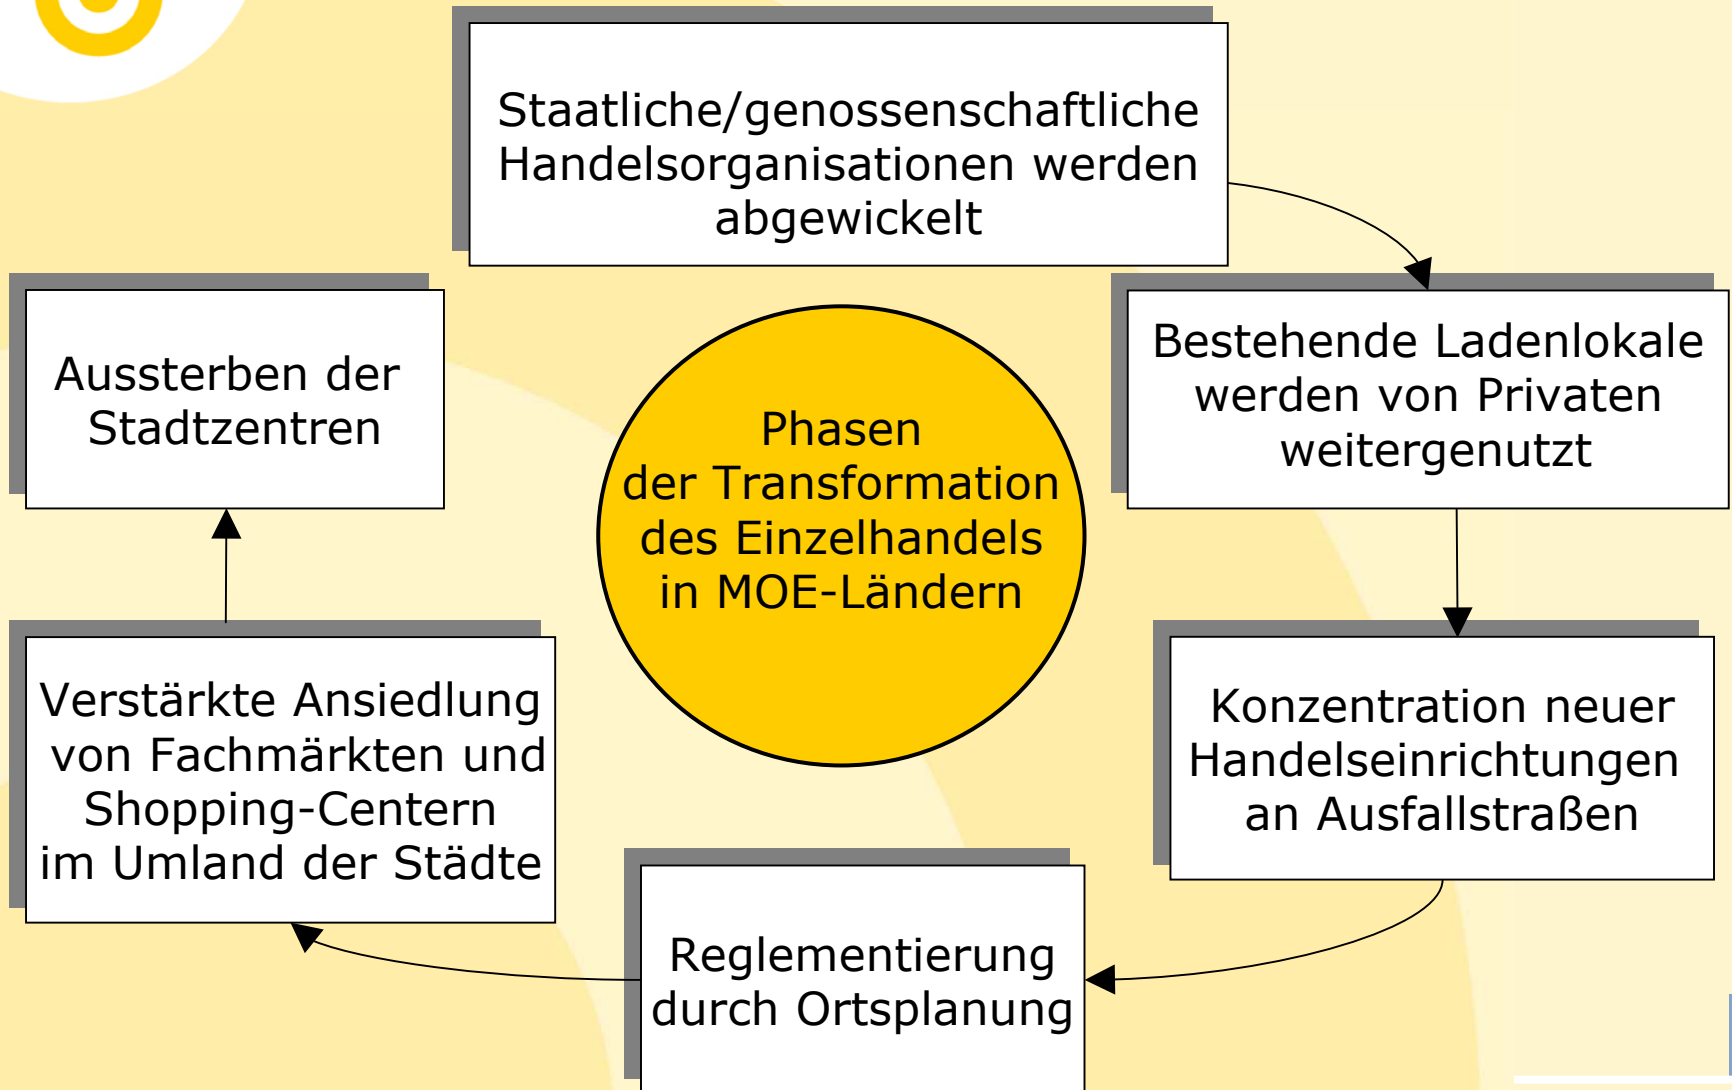 Staatliche/genossenschaftliche
Handelsorganisationen werden
abgewickelt
Bestehende Ladenlokale
werden von Privaten
weitergenutzt
Konzentration neuer
Handelseinrichtungen
an Ausfallstraßen
Reglementierung
durch Ortsplanung
Verstärkte Ansiedlung
von Fachmärkten und
Shopping-Centern
im Umland der Städte
Aussterben der
Stadtzentren
Phasen
der Transformation
des Einzelhandels
in MOE-Ländern